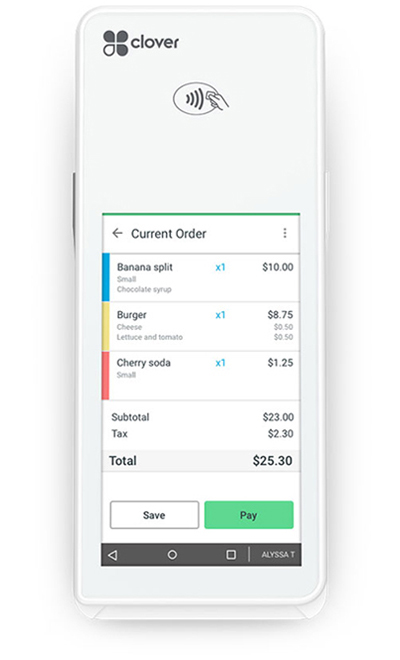 clover
Current Order
Banana split x1 $10.00
Small
Chocolate syrup
Burger x1 $8.75
Cheese $0.50
Lettuce and tomato $0.50
Cherry soda x1 $1.25
Small
Subtotal $23.00
Tax $2.30
Total $25.30
Save Pay
ALYSSA T